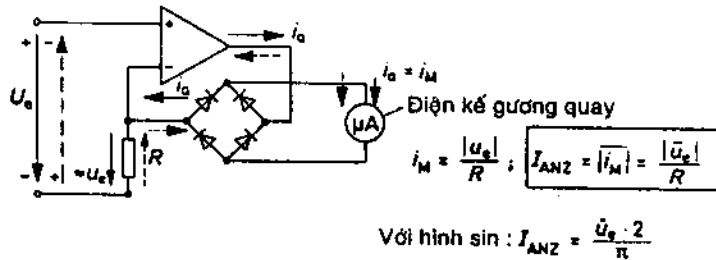 +
−
i_a
+ −
U_e
i_a
i_a = i_M
Điện kế gương quay
μA
R
− +
≈u_e
i_M = |u_e| / R ; I_ANZ = |i_M|‾ = |ū_e| / R
Với hình sin : I_ANZ = û_e · 2 / π